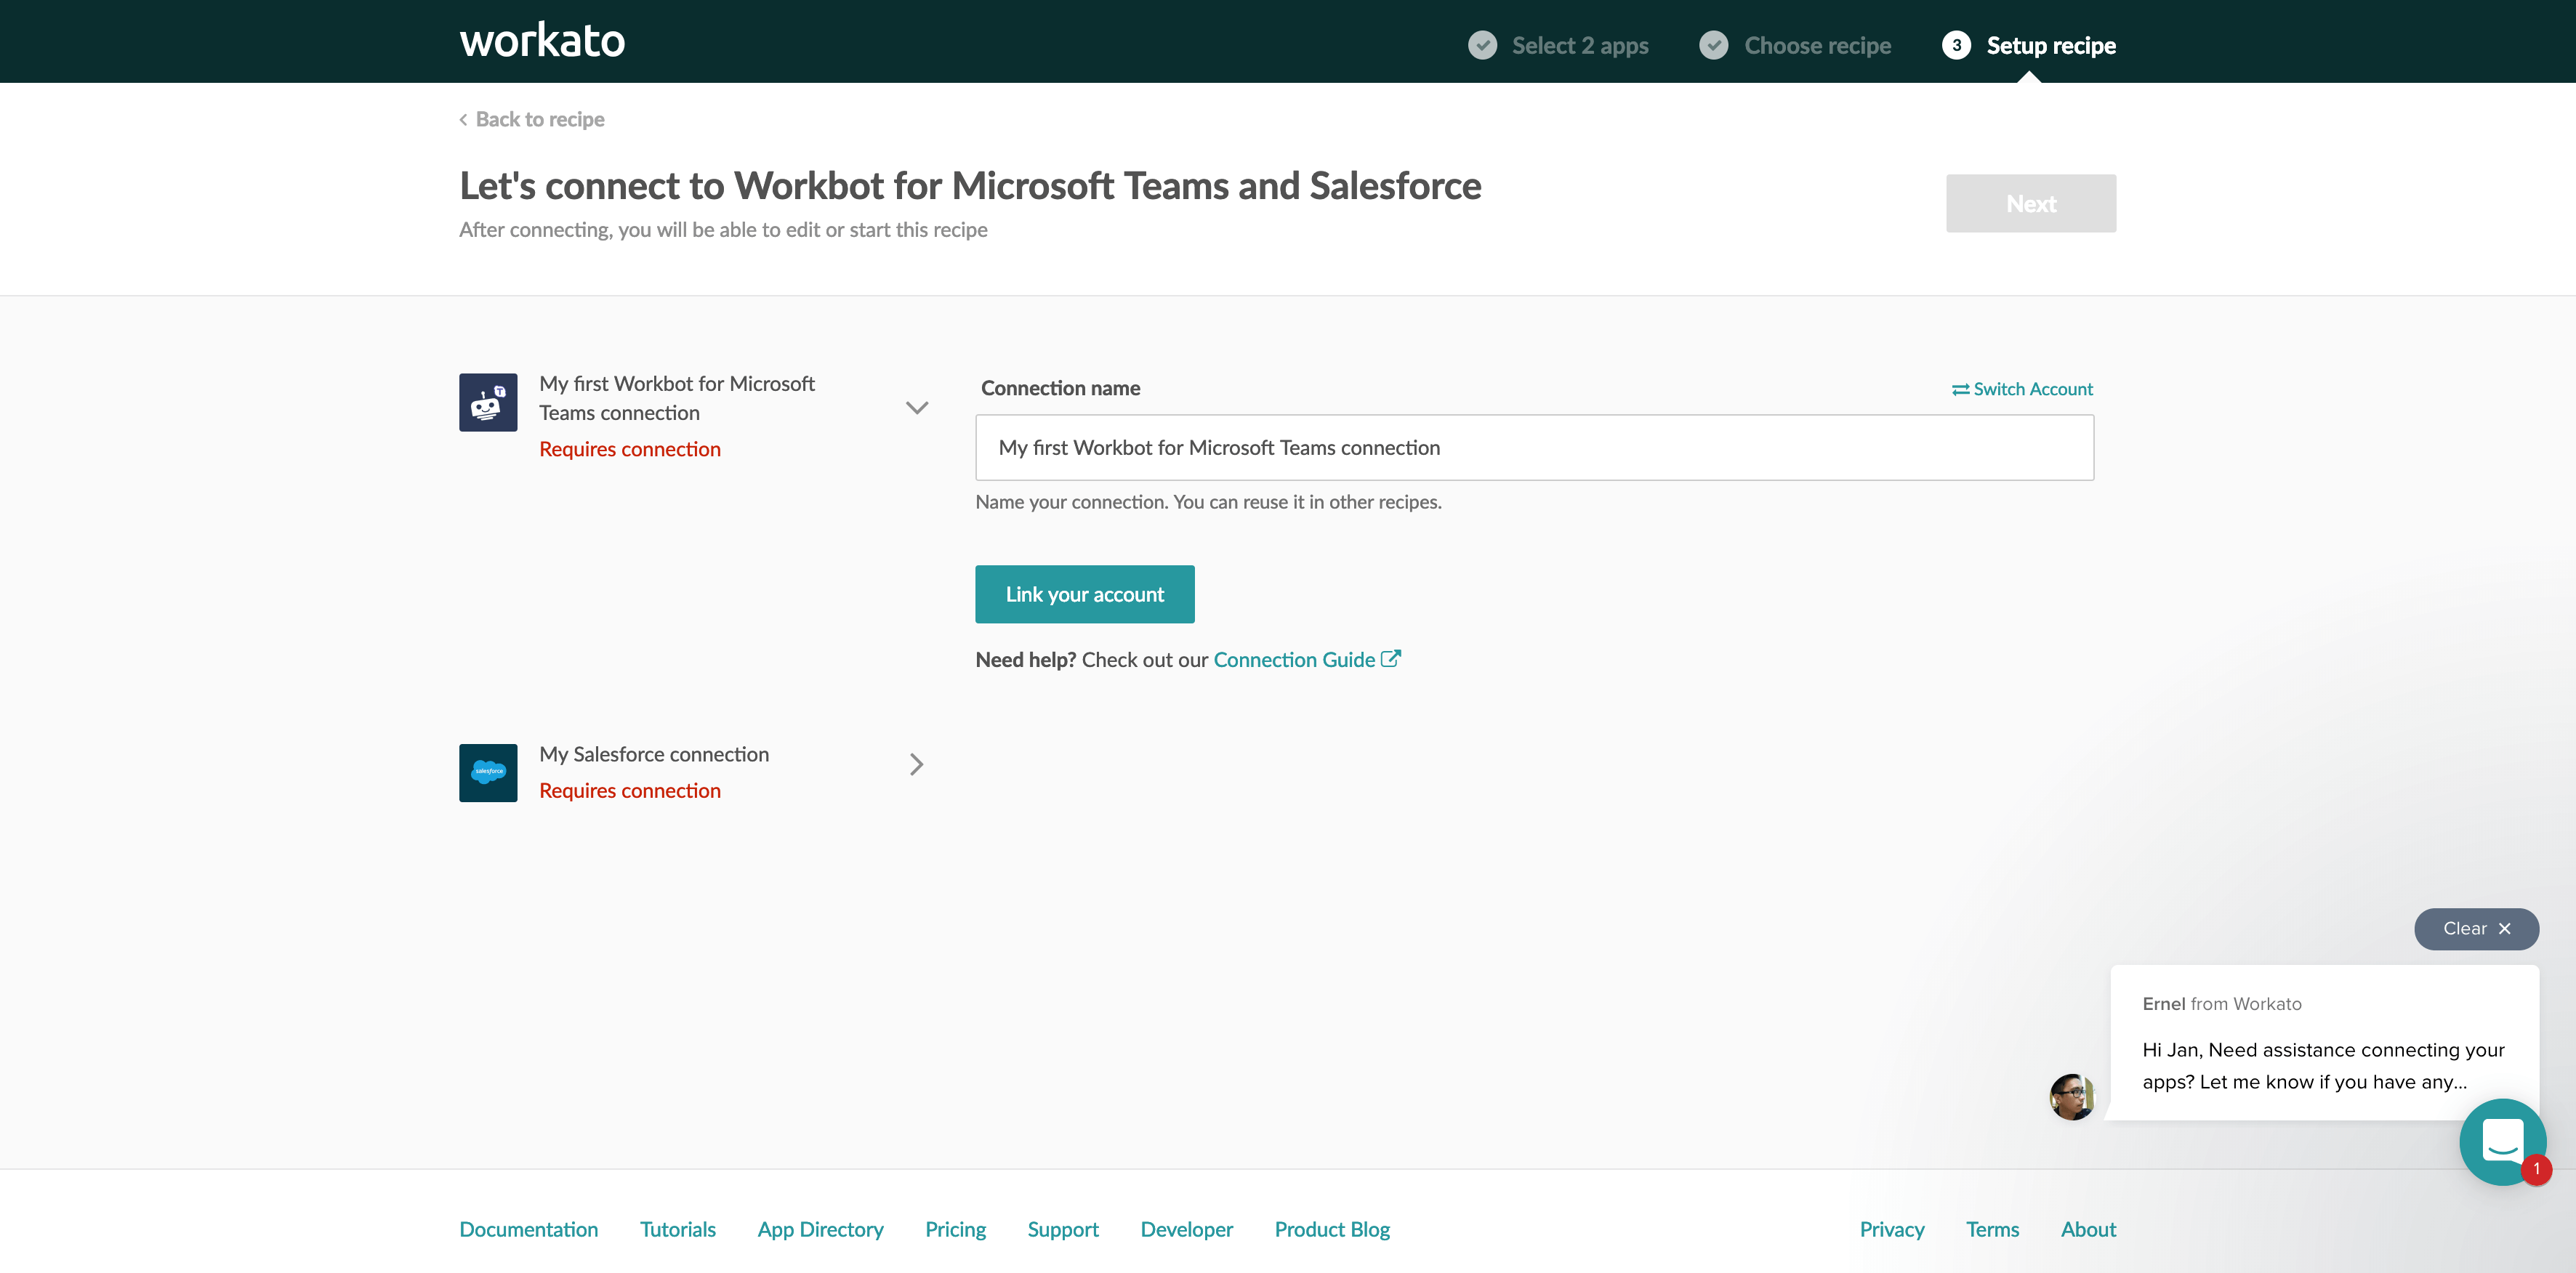 workato
Select 2 apps
Choose recipe
3 Setup recipe
Back to recipe
Let's connect to Workbot for Microsoft Teams and Salesforce
After connecting, you will be able to edit or start this recipe
Next
My first Workbot for Microsoft
Teams connection
Requires connection
Connection name
Switch Account
My first Workbot for Microsoft Teams connection
Name your connection. You can reuse it in other recipes.
Link your account
Need help? Check out our Connection Guide
salesforce
My Salesforce connection
Requires connection
Clear
Ernel from Workato
Hi Jan, Need assistance connecting your
apps? Let me know if you have any...
1
Documentation Tutorials App Directory Pricing Support Developer Product Blog Privacy Terms About